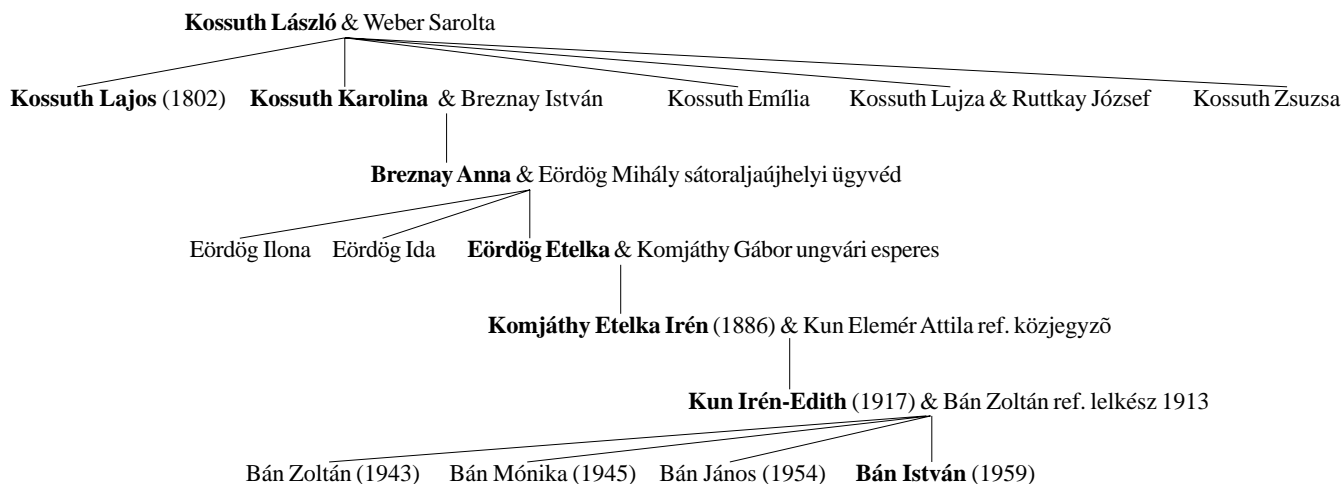 Kossuth László & Weber Sarolta
Kossuth Lajos (1802) Kossuth Karolina & Breznay István Kossuth Emília Kossuth Lujza & Ruttkay József Kossuth Zsuzsa
Breznay Anna & Eördög Mihály sátoraljaújhelyi ügyvéd
Eördög Ilona Eördög Ida Eördög Etelka & Komjáthy Gábor ungvári esperes
Komjáthy Etelka Irén (1886) & Kun Elemér Attila ref. közjegyzõ
Kun Irén-Edith (1917) & Bán Zoltán ref. lelkész 1913
Bán Zoltán (1943) Bán Mónika (1945) Bán János (1954) Bán István (1959)